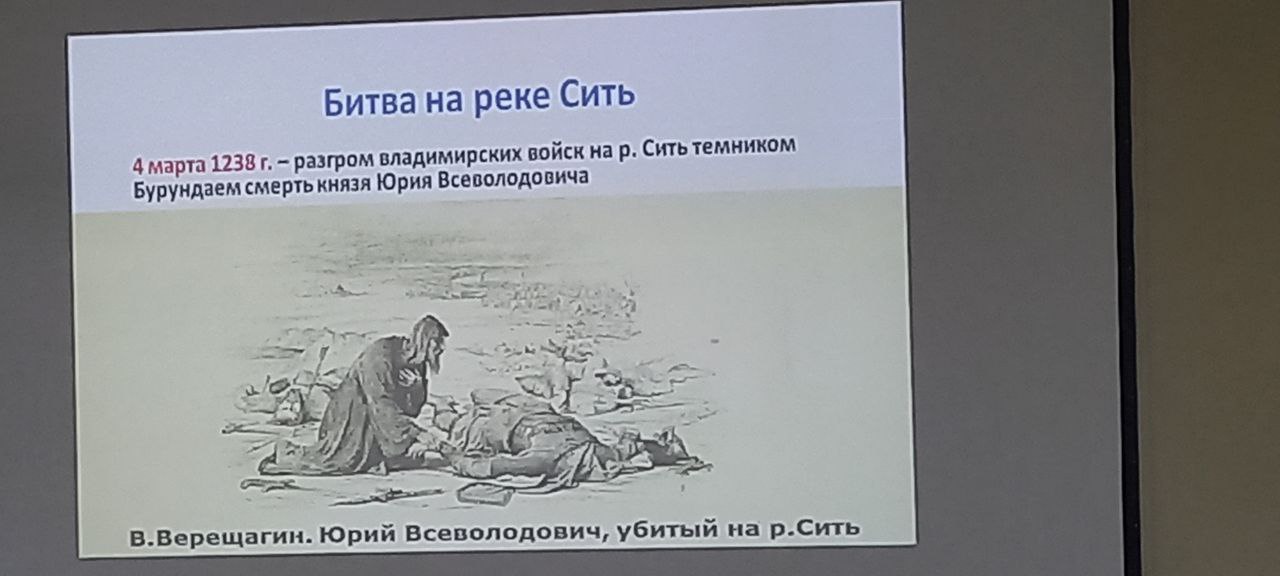 Битва на реке Сить
4 марта 1238 г. – разгром владимирских войск на р. Сить темником
Бурундаем смерть князя Юрия Всеволодовича
В.Верещагин. Юрий Всеволодович, убитый на р.Сить